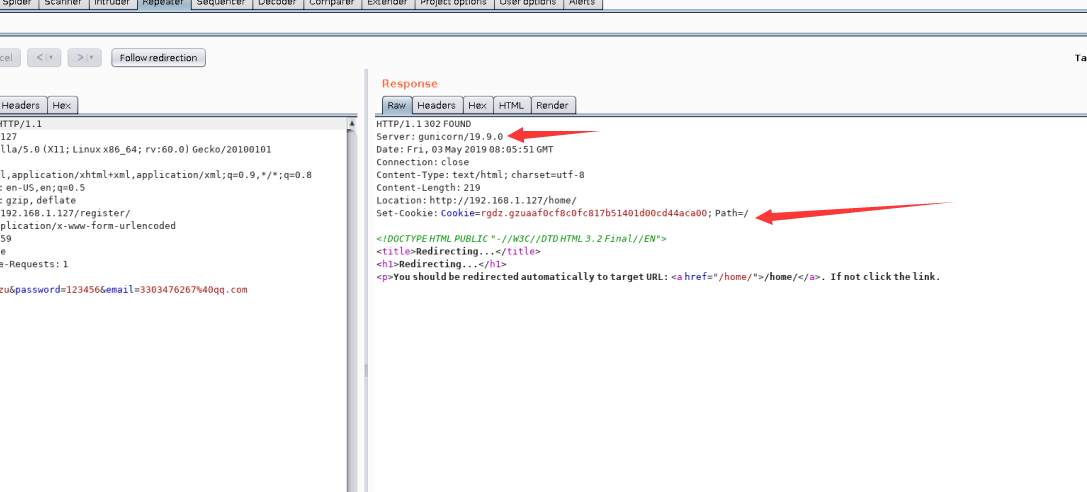 Spider Scanner Intruder Repeater Sequencer Decoder Comparer Extender Project options User options Alerts
cel < > Follow redirection Ta
Response
Headers Hex Raw Headers Hex HTML Render
HTTP/1.1
127
lla/5.0 (X11; Linux x86_64; rv:60.0) Gecko/20100101
l,application/xhtml+xml,application/xml;q=0.9,*/*;q=0.8
: en-US,en;q=0.5
: gzip, deflate
192.168.1.127/register/
plication/x-www-form-urlencoded
59
e
e-Requests: 1
zu&password=123456&email=3303476267%40qq.com
HTTP/1.1 302 FOUND
Server: gunicorn/19.9.0
Date: Fri, 03 May 2019 08:05:51 GMT
Connection: close
Content-Type: text/html; charset=utf-8
Content-Length: 219
Location: http://192.168.1.127/home/
Set-Cookie: Cookie=rgdz.gzuaaf0cf8c0fc817b51401d00cd44aca00; Path=/
<!DOCTYPE HTML PUBLIC "-//W3C//DTD HTML 3.2 Final//EN">
<title>Redirecting...</title>
<h1>Redirecting...</h1>
<p>You should be redirected automatically to target URL: <a href="/home/">/home/</a>. If not click the link.